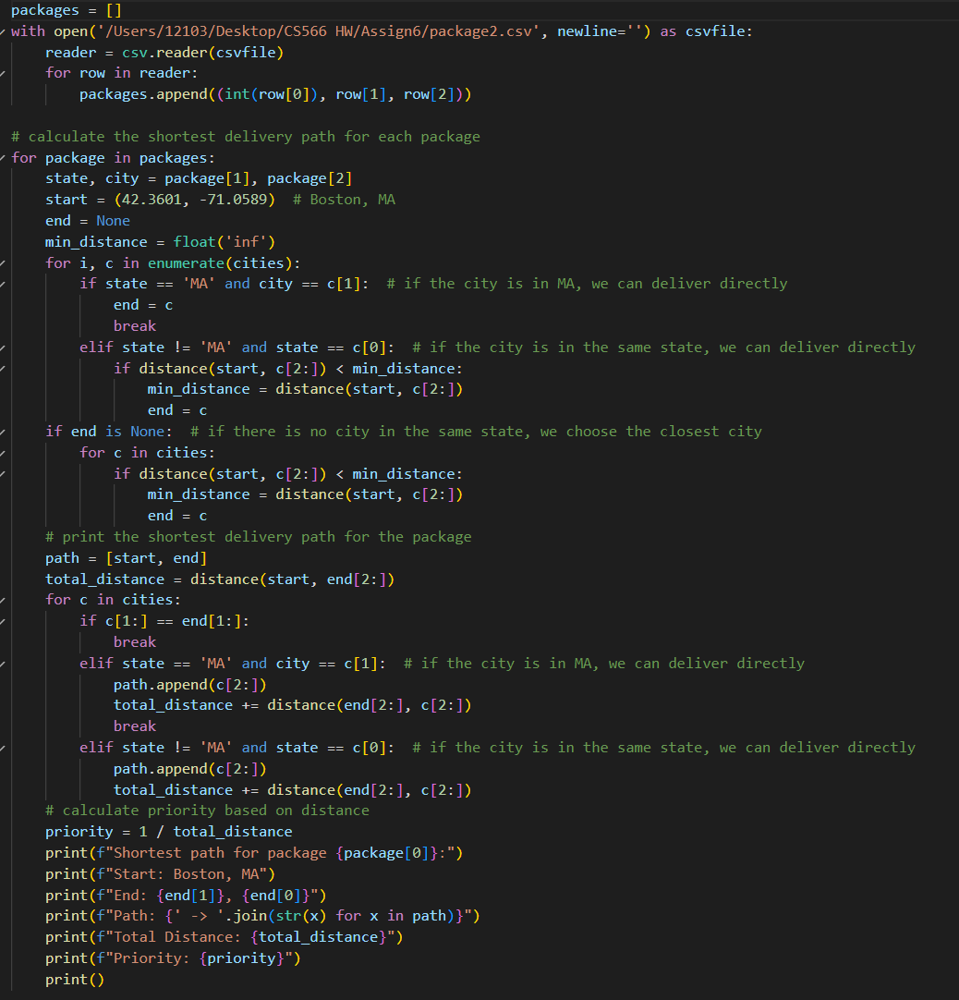 packages = []
with open('/Users/12103/Desktop/CS566 HW/Assign6/package2.csv', newline='') as csvfile:
    reader = csv.reader(csvfile)
    for row in reader:
        packages.append((int(row[0]), row[1], row[2]))

# calculate the shortest delivery path for each package
for package in packages:
    state, city = package[1], package[2]
    start = (42.3601, -71.0589)  # Boston, MA
    end = None
    min_distance = float('inf')
    for i, c in enumerate(cities):
        if state == 'MA' and city == c[1]:  # if the city is in MA, we can deliver directly
            end = c
            break
        elif state != 'MA' and state == c[0]:  # if the city is in the same state, we can deliver directly
            if distance(start, c[2:]) < min_distance:
                min_distance = distance(start, c[2:])
                end = c
    if end is None:  # if there is no city in the same state, we choose the closest city
        for c in cities:
            if distance(start, c[2:]) < min_distance:
                min_distance = distance(start, c[2:])
                end = c
    # print the shortest delivery path for the package
    path = [start, end]
    total_distance = distance(start, end[2:])
    for c in cities:
        if c[1:] == end[1:]:
            break
        elif state == 'MA' and city == c[1]:  # if the city is in MA, we can deliver directly
            path.append(c[2:])
            total_distance += distance(end[2:], c[2:])
            break
        elif state != 'MA' and state == c[0]:  # if the city is in the same state, we can deliver directly
            path.append(c[2:])
            total_distance += distance(end[2:], c[2:])
    # calculate priority based on distance
    priority = 1 / total_distance
    print(f"Shortest path for package {package[0]}:")
    print(f"Start: Boston, MA")
    print(f"End: {end[1]}, {end[0]}")
    print(f"Path: {' -> '.join(str(x) for x in path)}")
    print(f"Total Distance: {total_distance}")
    print(f"Priority: {priority}")
    print()